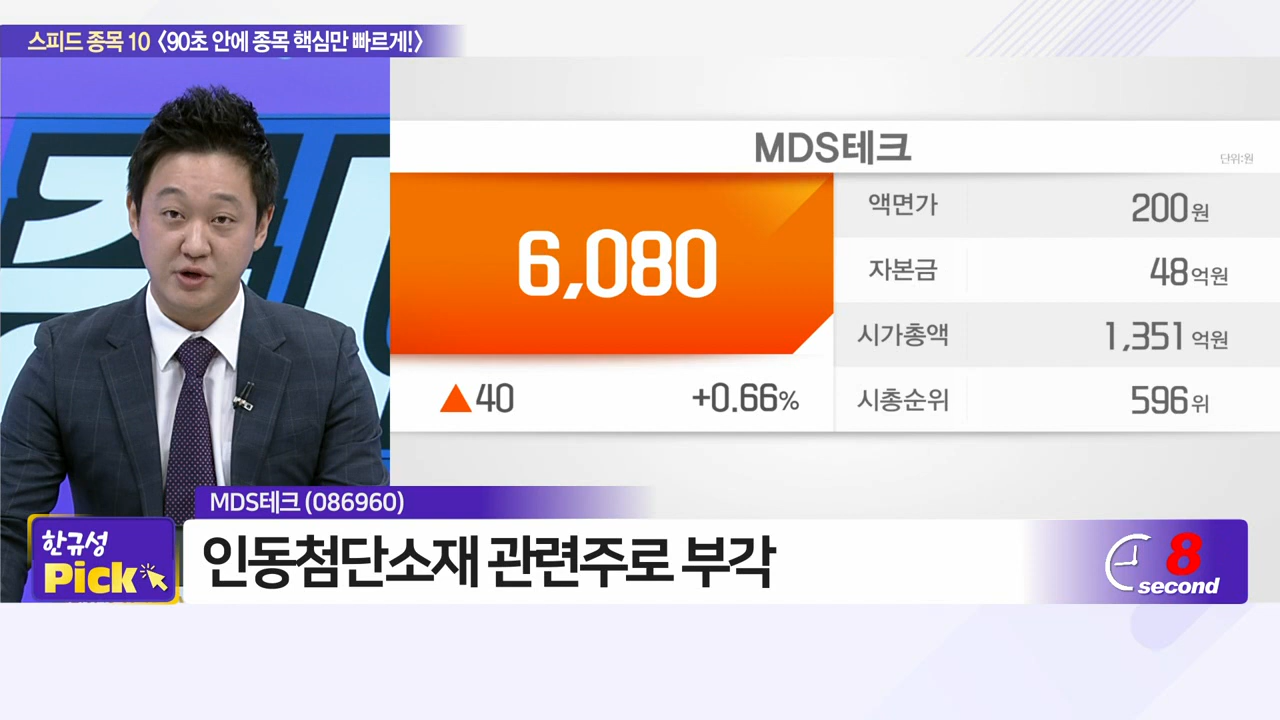 스피드 종목 10 〈90초 안에 종목 핵심만 빠르게!〉
MDS테크
단위:원
6,080
▲40 +0.66%
액면가 200원
자본금 48억원
시가총액 1,351억원
시총순위 596위
MDS테크 (086960)
한규성
Pick
인동첨단소재 관련주로 부각
8
second